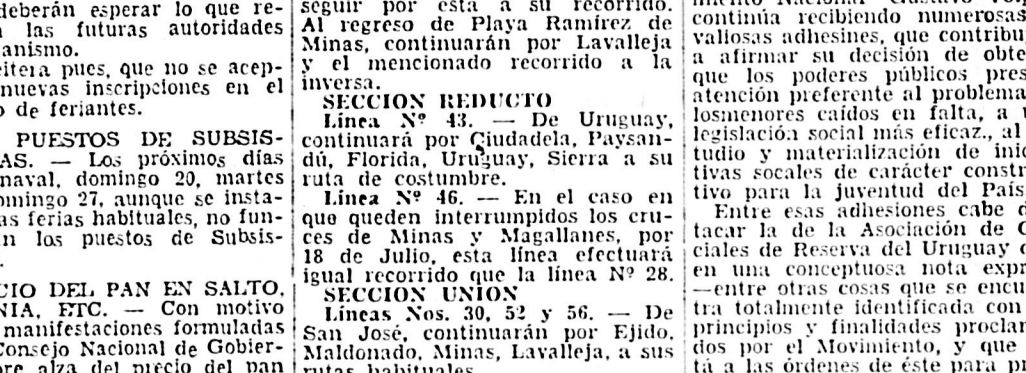 deberán esperar lo que re-
las futuras autoridades
anismo.
pues, que no se acep-
nuevas inscripciones en el
de feriantes.
PUESTOS DE SUBSIS-
AS. — Los próximos días
naval, domingo 20, martes
omingo 27, aunque se insta-
as ferias habituales, no fun-
n los puestos de Subsis-
CIO DEL PAN EN SALTO,
NIA, ETC. — Con motivo
manifestaciones formuladas
Consejo Nacional de Gobier-
re alza del precio del pan
seguir por esta a su recorrido.
Al regreso de Playa Ramírez de
Minas, continuarán por Lavalleja
y el mencionado recorrido a la
inversa.
SECCION REDUCTO
Línea Nº 43. — De Uruguay,
continuará por Ciudadela, Paysan-
dú, Florida, Uruguay, Sierra a su
ruta de costumbre.
Línea Nº 46. — En el caso en
que queden interrumpidos los cru-
ces de Minas y Magallanes, por
18 de Julio, esta línea efectuará
igual recorrido que la línea Nº 28.
SECCION UNION
Líneas Nos. 30, 52 y 56. — De
San José, continuarán por Ejido,
Maldonado, Minas, Lavalleja, a sus
rutas habituales.
continúa recibiendo numerosas
valiosas adhesines, que contribu
a afirmar su decisión de obte
que los poderes públicos pres
atención preferente al problema
losmenores caídos en falta, a
legislación social más eficaz., al
tudio y materialización de inic
tivas socales de carácter constr
tivo para la juventud del País
Entre esas adhesiones cabe d
tacar la de la Asociación de O
ciales de Reserva del Uruguay
en una conceptuosa nota expr
—entre otras cosas que se encu
tra totalmente identificada con
principios y finalidades proclar
dos por el Movimiento, y que
tá a las órdenes de éste para pr